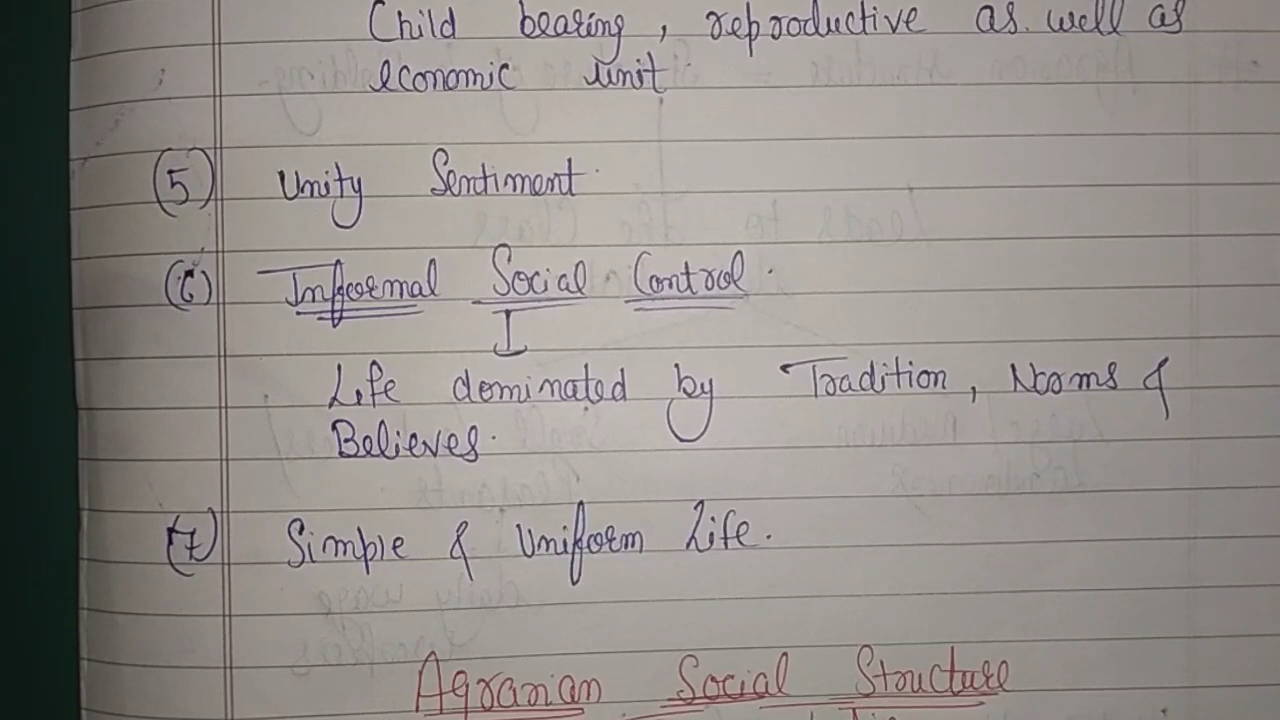 Child bearing, reproductive as well as
economic unit
(5) Unity Sentiment.
(6) Informal Social Control.
Life dominated by Tradition, Norms &
Believes.
(7) Simple & Uniform Life.
Agrarian Social Structure